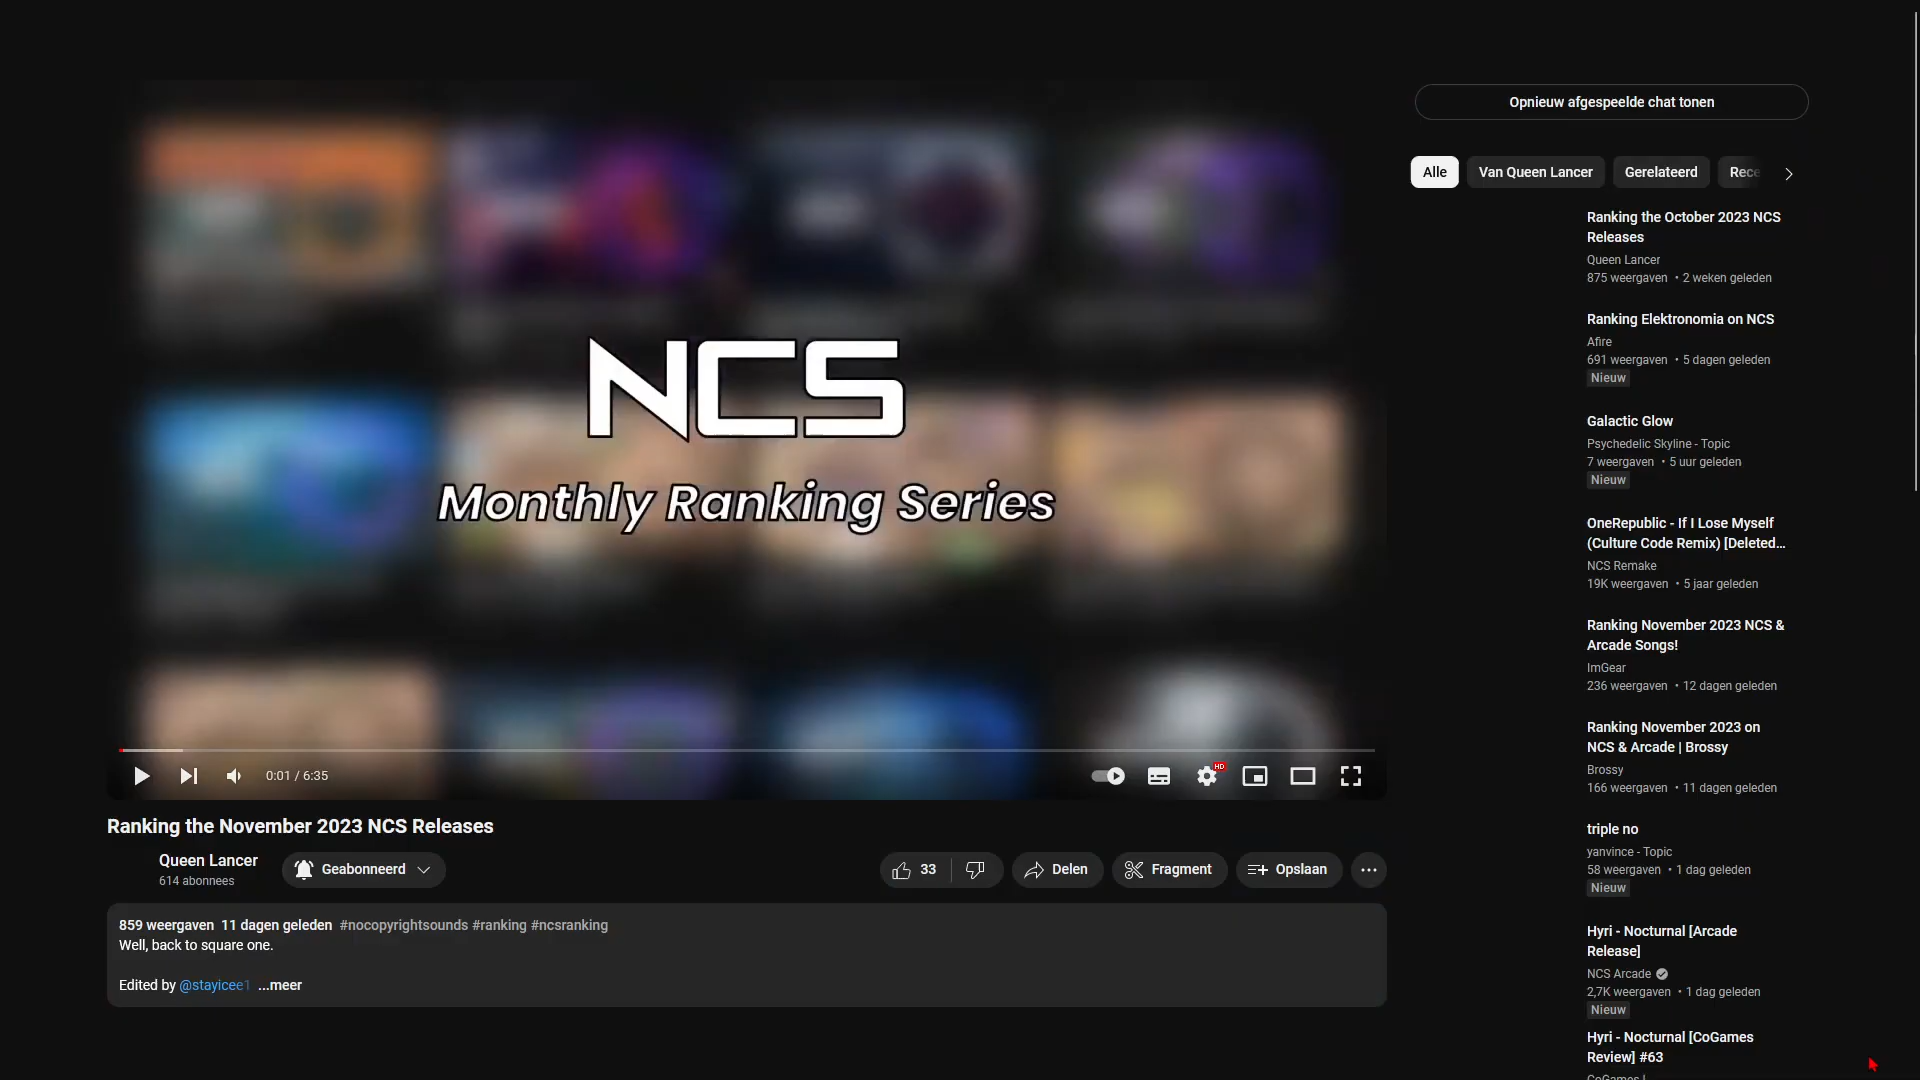 NCS
Monthly Ranking Series
0:01 / 6:35
HD
Ranking the November 2023 NCS Releases
Queen Lancer
614 abonnees
Geabonneerd
33
Delen
Fragment
Opslaan
859 weergaven 11 dagen geleden #nocopyrightsounds #ranking #ncsranking
Well, back to square one.
Edited by @stayicee1 ...meer
Opnieuw afgespeelde chat tonen
Alle
Van Queen Lancer
Gerelateerd
Rece
Ranking the October 2023 NCS
Releases
Queen Lancer
875 weergaven • 2 weken geleden
Ranking Elektronomia on NCS
Afire
691 weergaven • 5 dagen geleden
Nieuw
Galactic Glow
Psychedelic Skyline - Topic
7 weergaven • 5 uur geleden
Nieuw
OneRepublic - If I Lose Myself
(Culture Code Remix) [Deleted...
NCS Remake
19K weergaven • 5 jaar geleden
Ranking November 2023 NCS &
Arcade Songs!
ImGear
236 weergaven • 12 dagen geleden
Ranking November 2023 on
NCS & Arcade | Brossy
Brossy
166 weergaven • 11 dagen geleden
triple no
yanvince - Topic
58 weergaven • 1 dag geleden
Nieuw
Hyri - Nocturnal [Arcade
Release]
NCS Arcade
2,7K weergaven • 1 dag geleden
Nieuw
Hyri - Nocturnal [CoGames
Review] #63